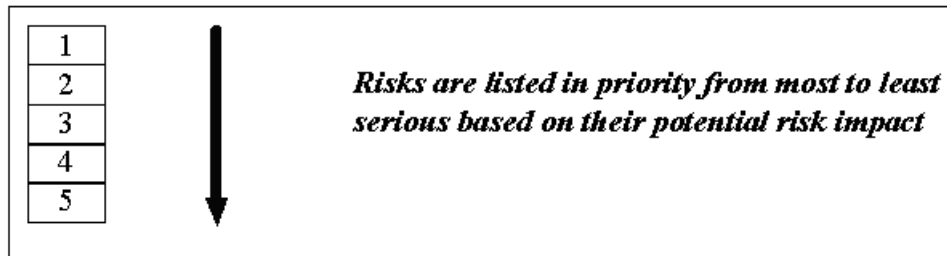 1
2
3
4
5
Risks are listed in priority from most to least
serious based on their potential risk impact